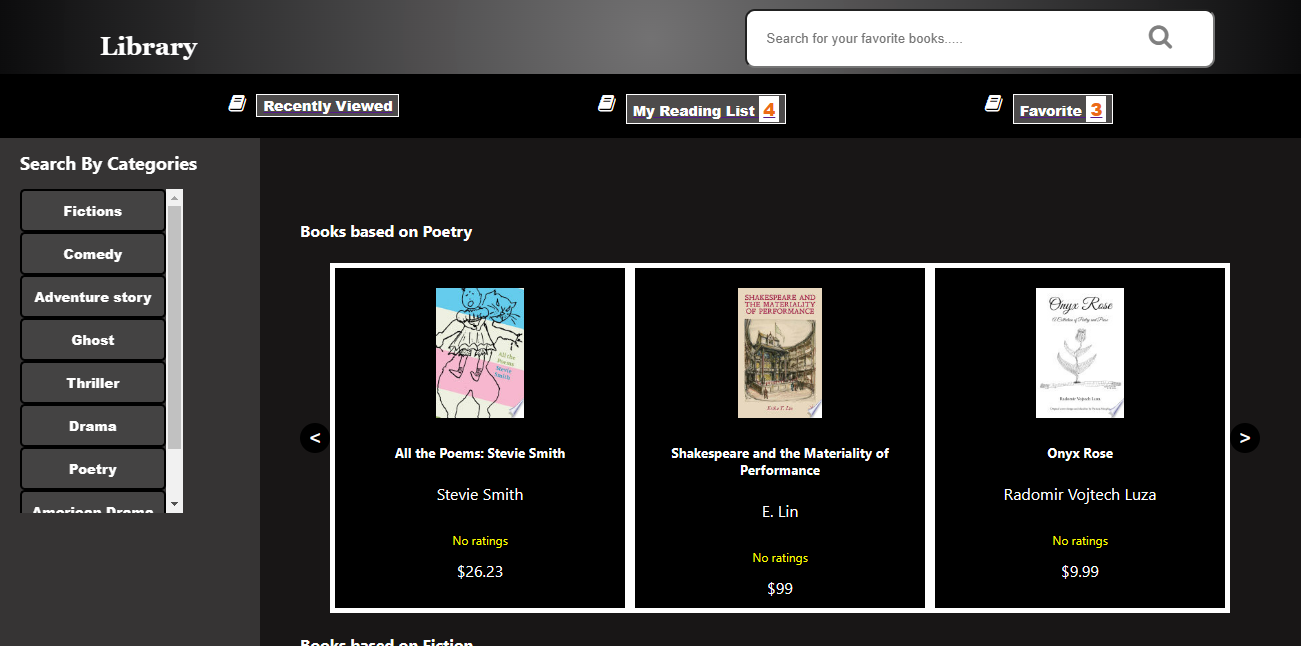 Library
Search for your favorite books.....
Recently Viewed
My Reading List 4
Favorite 3
Search By Categories
Fictions
Comedy
Adventure story
Ghost
Thriller
Drama
Poetry
American Drama
Books based on Poetry
<
All the
Poems
Stevie
Smith
All the Poems: Stevie Smith
Stevie Smith
No ratings
$26.23
SHAKESPEARE AND
THE MATERIALITY
OF PERFORMANCE
Erika T. Lin
Shakespeare and the Materiality of
Performance
E. Lin
No ratings
$99
Onyx Rose
A Collection of Poetry and Prose
Radomir Vojtech Luza
Onyx Rose
Radomir Vojtech Luza
No ratings
$9.99
>
Books based on Fiction